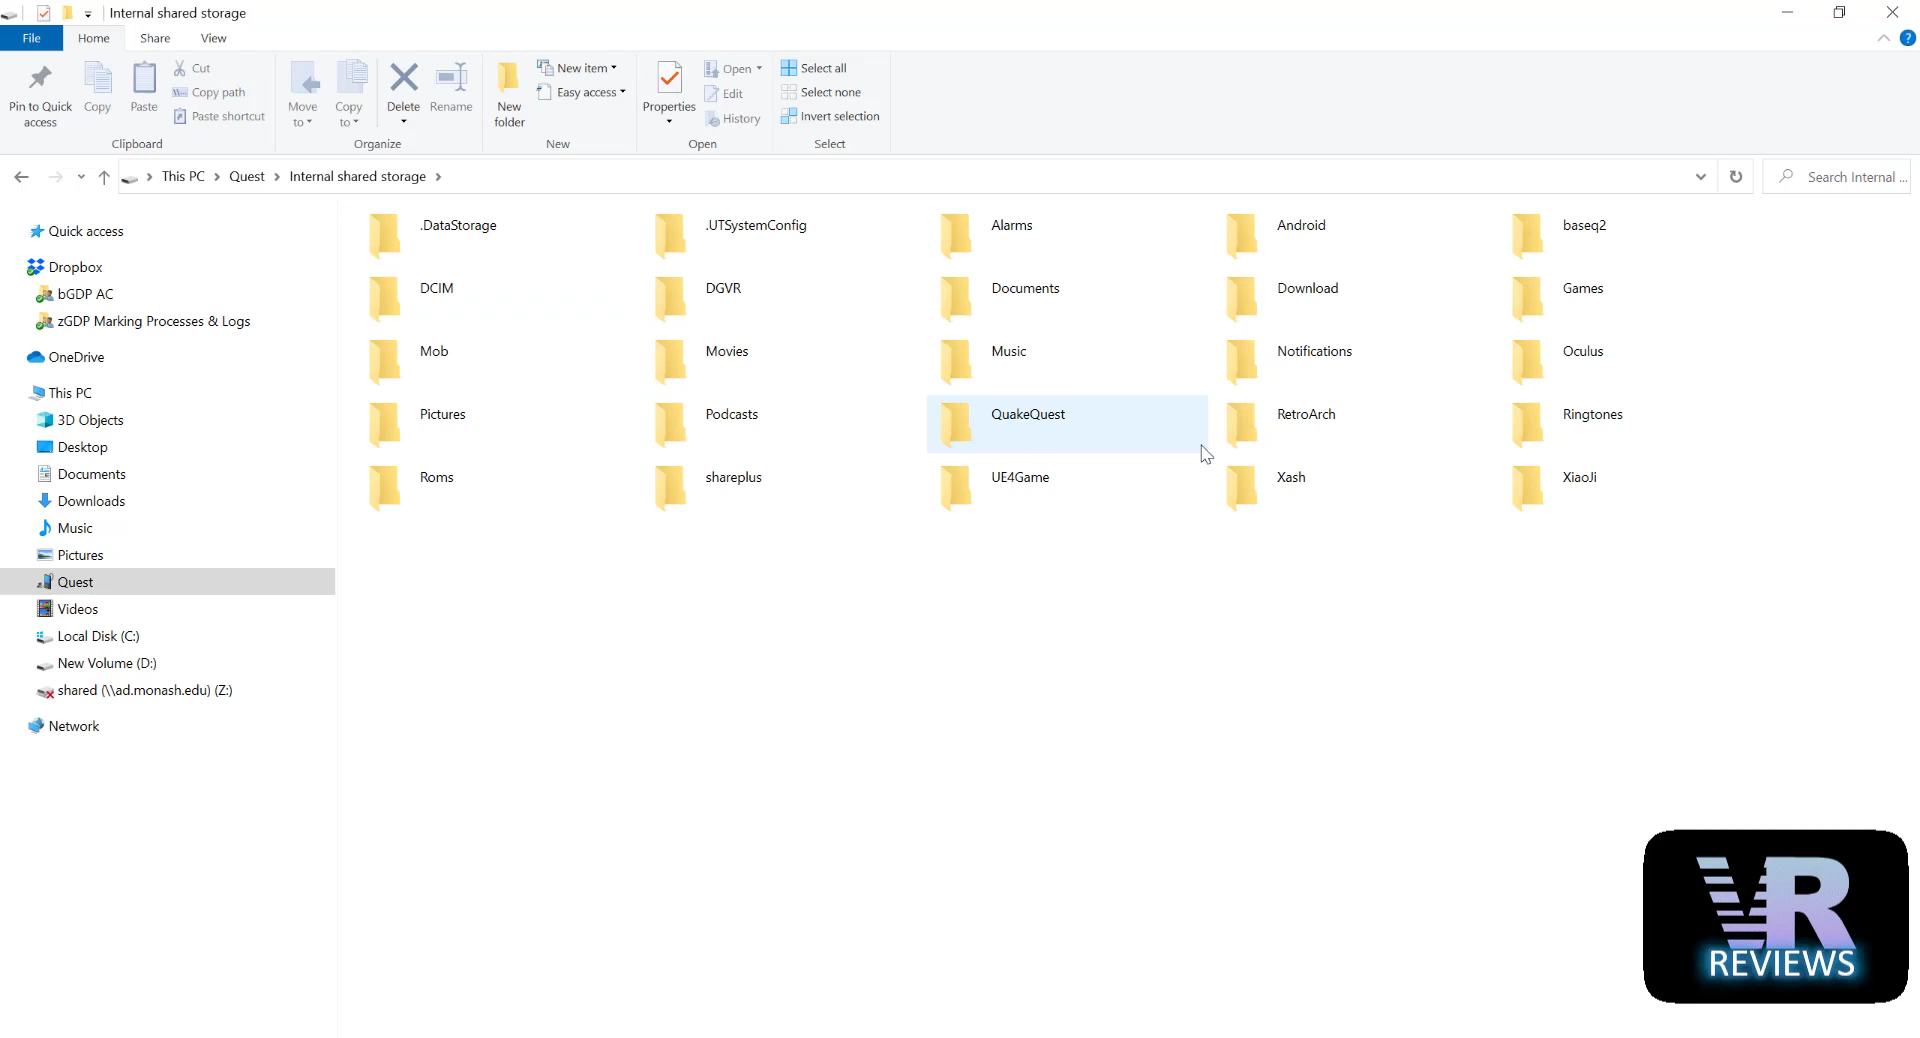 Internal shared storage
File
Home
Share
View
Pin to Quick
access
Copy
Paste
Cut
Copy path
Paste shortcut
Clipboard
Move
to
Copy
to
Delete
Rename
Organize
New
folder
New item
Easy access
New
Properties
Open
Edit
History
Open
Select all
Select none
Invert selection
Select
This PC
Quest
Internal shared storage
Search Internal ...
Quick access
Dropbox
bGDP AC
zGDP Marking Processes & Logs
OneDrive
This PC
3D Objects
Desktop
Documents
Downloads
Music
Pictures
Quest
Videos
Local Disk (C:)
New Volume (D:)
shared (\\ad.monash.edu) (Z:)
Network
.DataStorage
.UTSystemConfig
Alarms
Android
baseq2
DCIM
DGVR
Documents
Download
Games
Mob
Movies
Music
Notifications
Oculus
Pictures
Podcasts
QuakeQuest
RetroArch
Ringtones
Roms
shareplus
UE4Game
Xash
XiaoJi
VR
REVIEWS